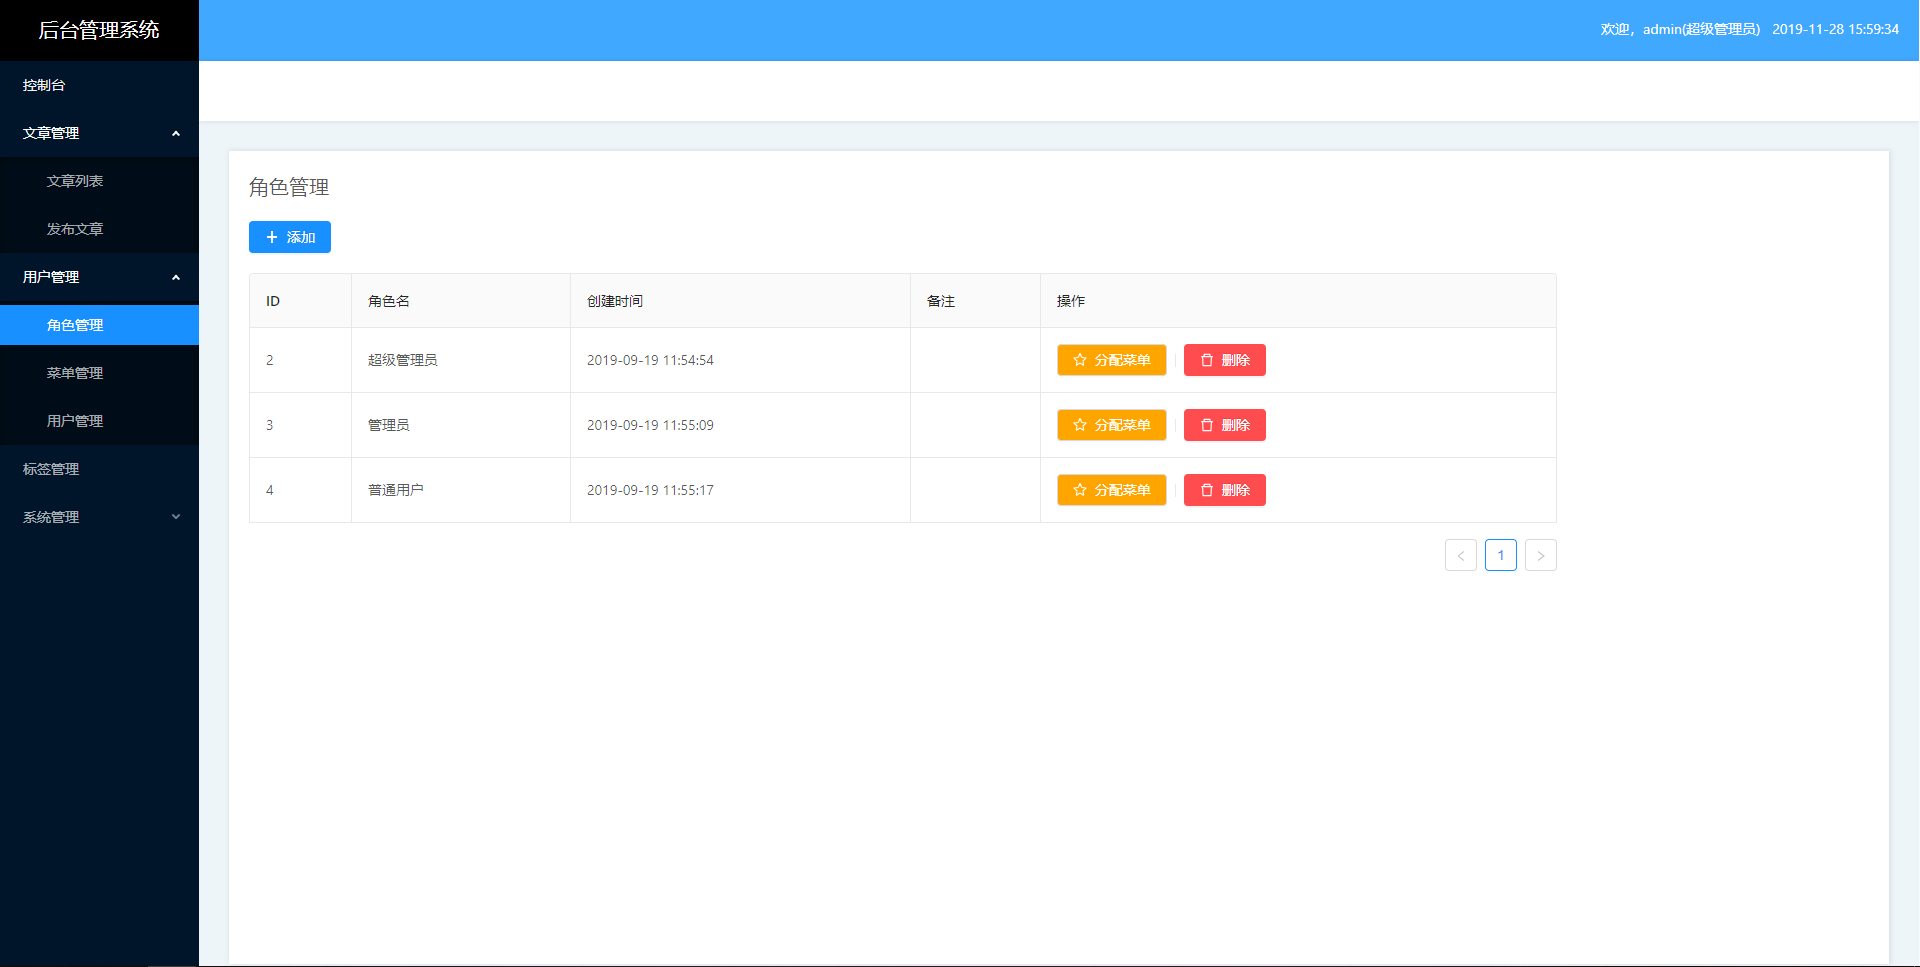 后台管理系统
欢迎，admin(超级管理员) 2019-11-28 15:59:34
控制台
文章管理
文章列表
发布文章
用户管理
角色管理
菜单管理
用户管理
标签管理
系统管理
角色管理
添加
ID 角色名 创建时间 备注 操作
2 超级管理员 2019-09-19 11:54:54 分配菜单 删除
3 管理员 2019-09-19 11:55:09 分配菜单 删除
4 普通用户 2019-09-19 11:55:17 分配菜单 删除
< 1 >